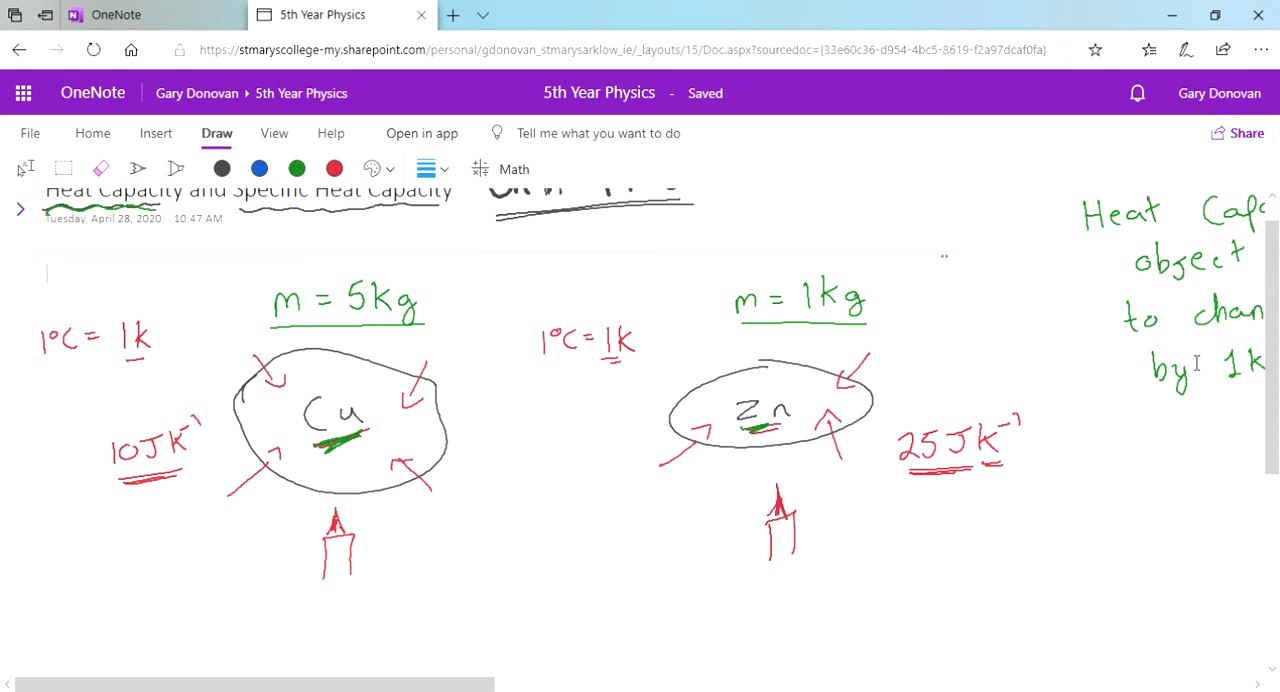 OneNote
5th Year Physics
https://stmaryscollege-my.sharepoint.com/personal/gdonovan_stmarysarklow_ie/_layouts/15/Doc.aspx?sourcedoc={33e60c36-d954-4bc5-8619-f2a97dcaf0fa}
OneNote Gary Donovan ▸ 5th Year Physics 5th Year Physics - Saved Gary Donovan
File Home Insert Draw View Help Open in app Tell me what you want to do Share
Math
Heat Capacity and Specific Heat Capacity
Tuesday, April 28, 2020 10:47 AM
Heat Capa
object
to chan
by 1k
m = 5kg
1°C = 1k
Cu
10Jk⁻¹
m = 1kg
1°C = 1k
Zn
25Jk⁻¹